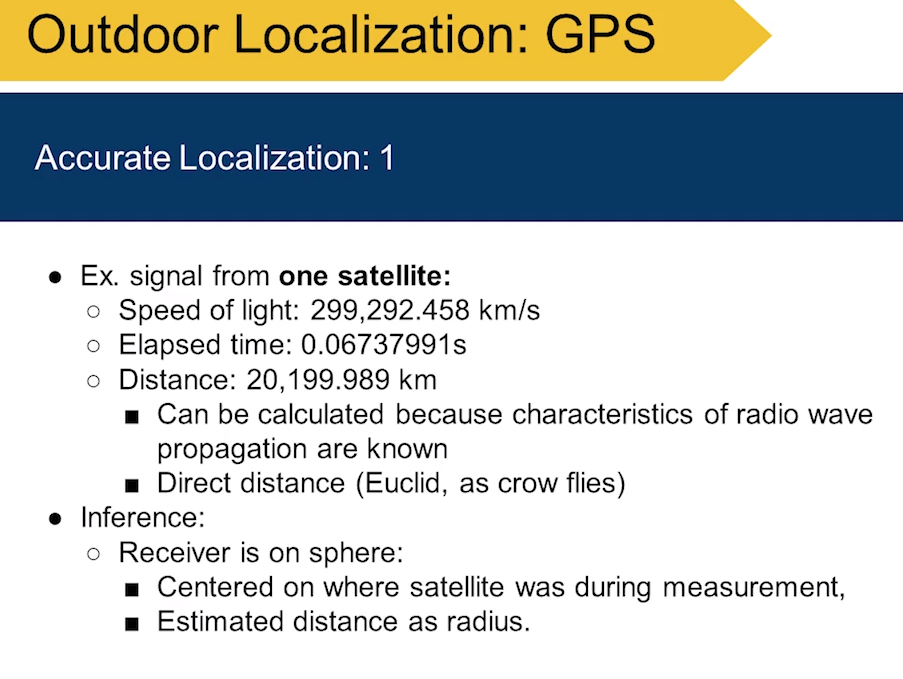 Outdoor Localization: GPS
Accurate Localization: 1
● Ex. signal from one satellite:
○ Speed of light: 299,292.458 km/s
○ Elapsed time: 0.06737991s
○ Distance: 20,199.989 km
■ Can be calculated because characteristics of radio wave
propagation are known
■ Direct distance (Euclid, as crow flies)
● Inference:
○ Receiver is on sphere:
■ Centered on where satellite was during measurement,
■ Estimated distance as radius.